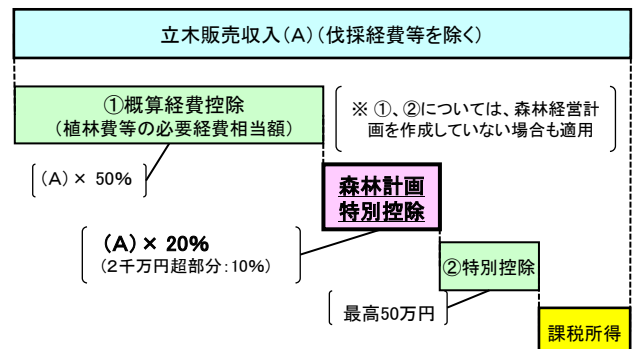 立木販売収入(A)(伐採経費等を除く)
①概算経費控除
(植林費等の必要経費相当額)
※ ①、②については、森林経営計
画を作成していない場合も適用
(A)× 50%
森林計画
特別控除
(A)× 20%
(2千万円超部分:10%)
②特別控除
最高50万円
課税所得